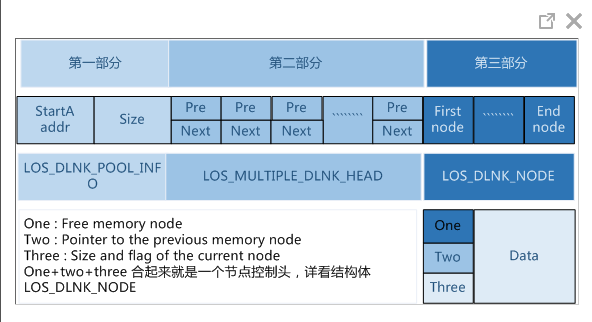 第一部分 第二部分 第三部分
StartA
addr
Size
Pre Pre Pre ········ Pre
Next Next Next Next
First
node
········
End
node
LOS_DLNK_POOL_INF
O
LOS_MULTIPLE_DLNK_HEAD
LOS_DLNK_NODE
One : Free memory node
Two : Pointer to the previous memory node
Three : Size and flag of the current node
One+two+three 合起来就是一个节点控制头，详看结构体
LOS_DLNK_NODE
One
Two
Three
Data